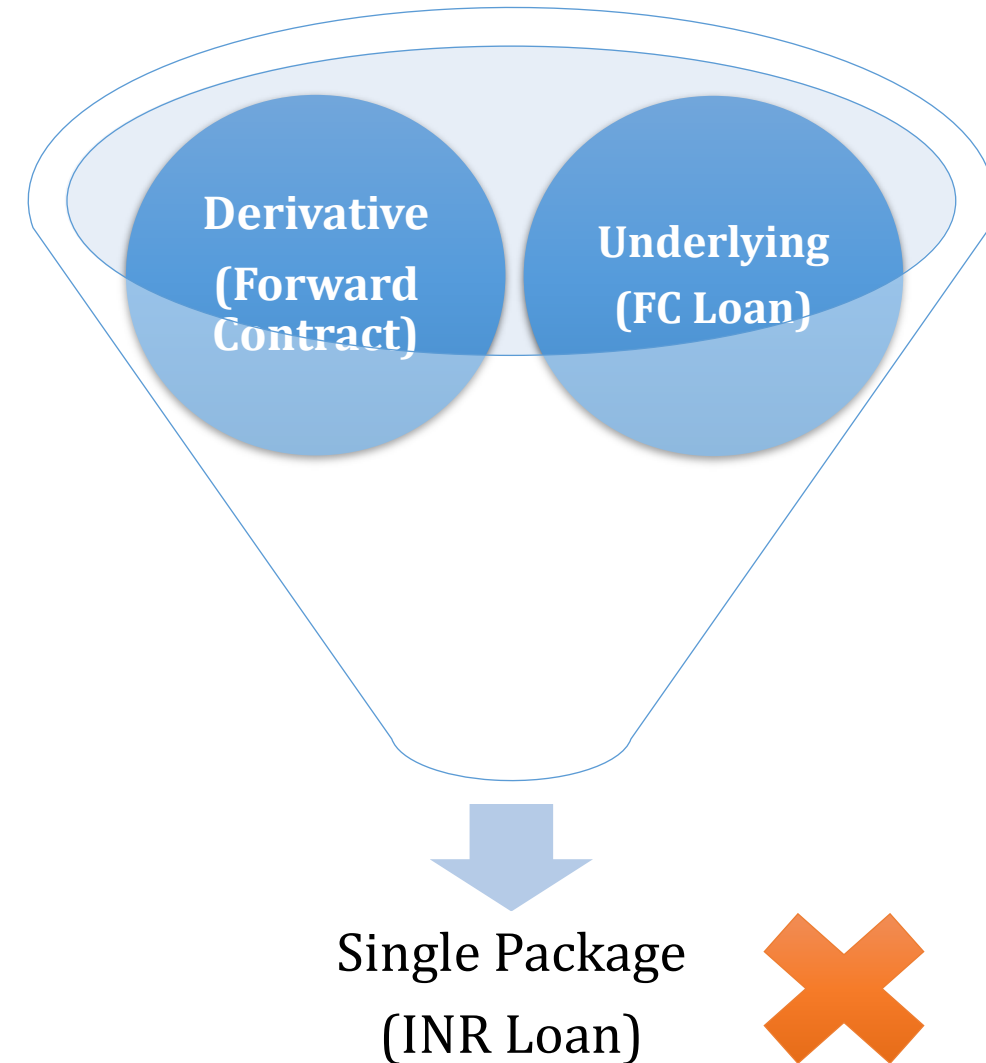 Derivative
(Forward
Contract)
Underlying
(FC Loan)
Single Package
(INR Loan)